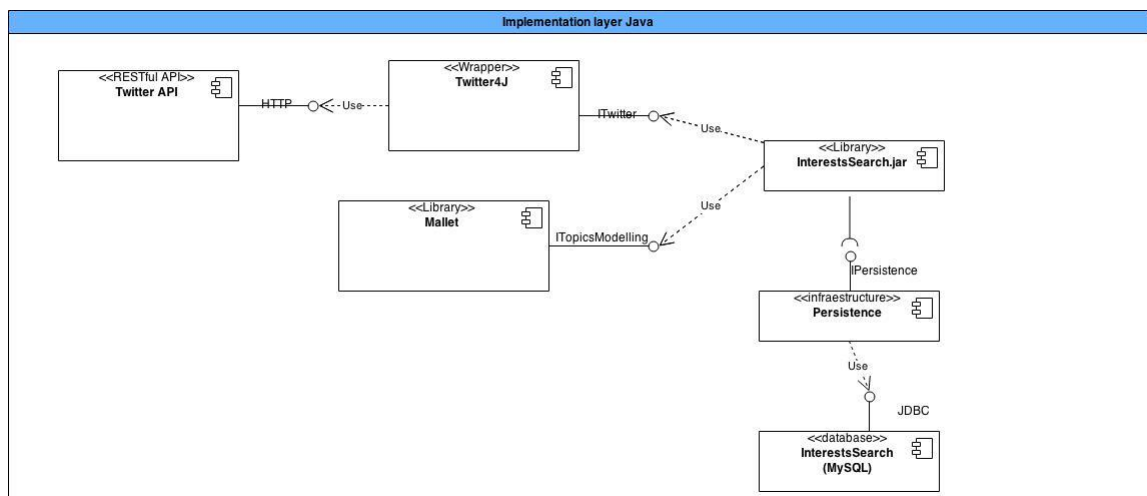 Implementation layer Java
<<RESTful API>>
Twitter API
HTTP
Use
<<Wrapper>>
Twitter4J
ITwitter
Use
<<Library>>
InterestsSearch.jar
<<Library>>
Mallet
ITopicsModelling
Use
IPersistence
<<infraestructure>>
Persistence
Use
JDBC
<<database>>
InterestsSearch
(MySQL)